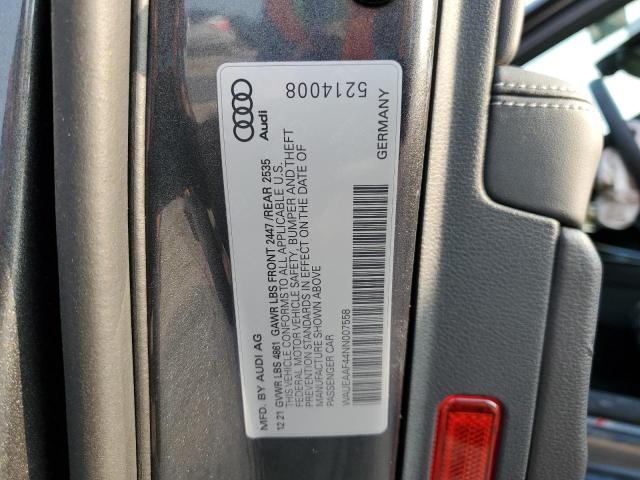 Audi
5214008
MFD. BY AUDI AG
GERMANY
12 21 GVWR LBS 4861 GAWR LBS FRONT 2447 /REAR 2535
THIS VEHICLE CONFORMS TO ALL APPLICABLE U.S.
FEDERAL MOTOR VEHICLE SAFETY, BUMPER AND THEFT
PREVENTION STANDARDS IN EFFECT ON THE DATE OF
MANUFACTURE SHOWN ABOVE
PASSENGER CAR
WAUEAAF44NN007558